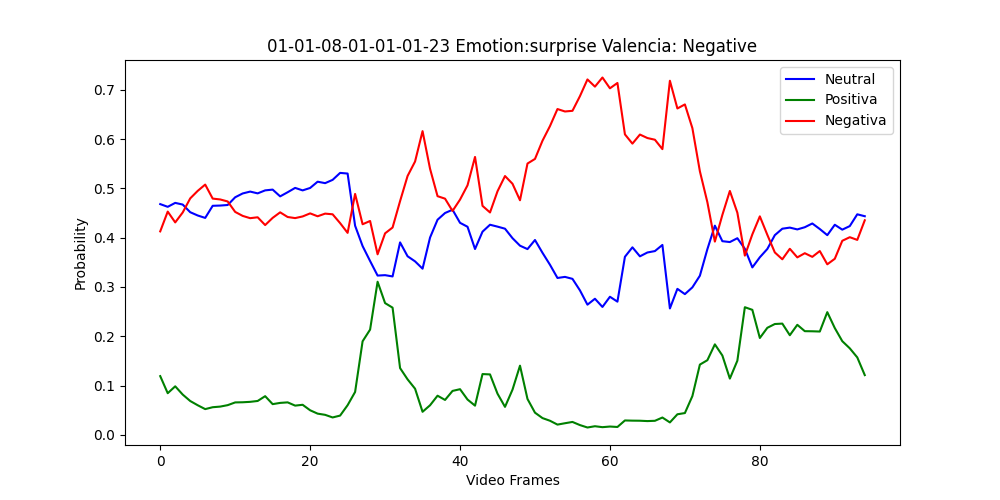 01-01-08-01-01-01-23 Emotion:surprise Valencia: Negative
Neutral
Positiva
Negativa
Probability
0.7
0.6
0.5
0.4
0.3
0.2
0.1
0.0
0 20 40 60 80
Video Frames